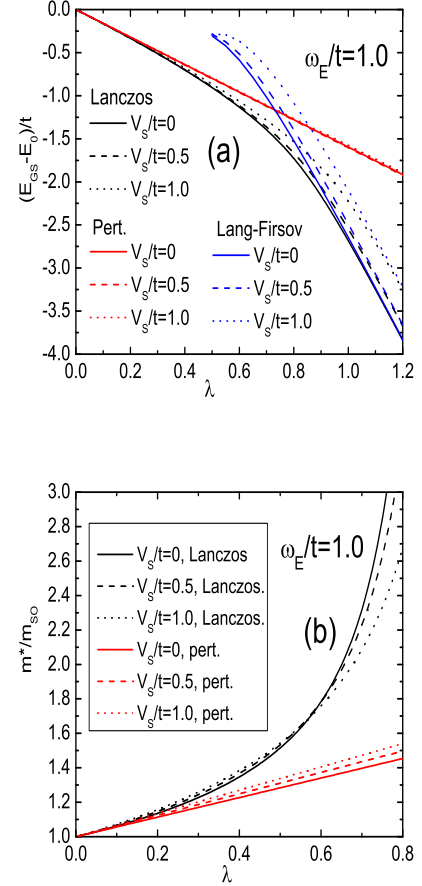 0.0
-0.5
-1.0
-1.5
-2.0
-2.5
-3.0
-3.5
-4.0
(E_GS-E_0)/t
ω_E/t=1.0
Lanczos
V_S/t=0
V_S/t=0.5
V_S/t=1.0
(a)
Pert.
V_S/t=0
V_S/t=0.5
V_S/t=1.0
Lang-Firsov
V_S/t=0
V_S/t=0.5
V_S/t=1.0
0.0 0.2 0.4 0.6 0.8 1.0 1.2
λ
3.0
2.8
2.6
2.4
2.2
2.0
1.8
1.6
1.4
1.2
1.0
m*/m_SO
V_S/t=0, Lanczos
V_S/t=0.5, Lanczos.
V_S/t=1.0, Lanczos.
V_S/t=0, pert.
V_S/t=0.5, pert.
V_S/t=1.0, pert.
ω_E/t=1.0
(b)
0.0 0.2 0.4 0.6 0.8
λ